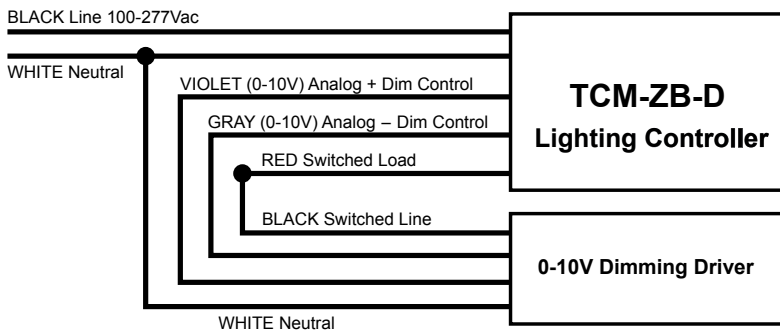 BLACK Line 100-277Vac
WHITE Neutral
VIOLET (0-10V) Analog + Dim Control
GRAY (0-10V) Analog – Dim Control
RED Switched Load
TCM-ZB-D
Lighting Controller
BLACK Switched Line
0-10V Dimming Driver
WHITE Neutral